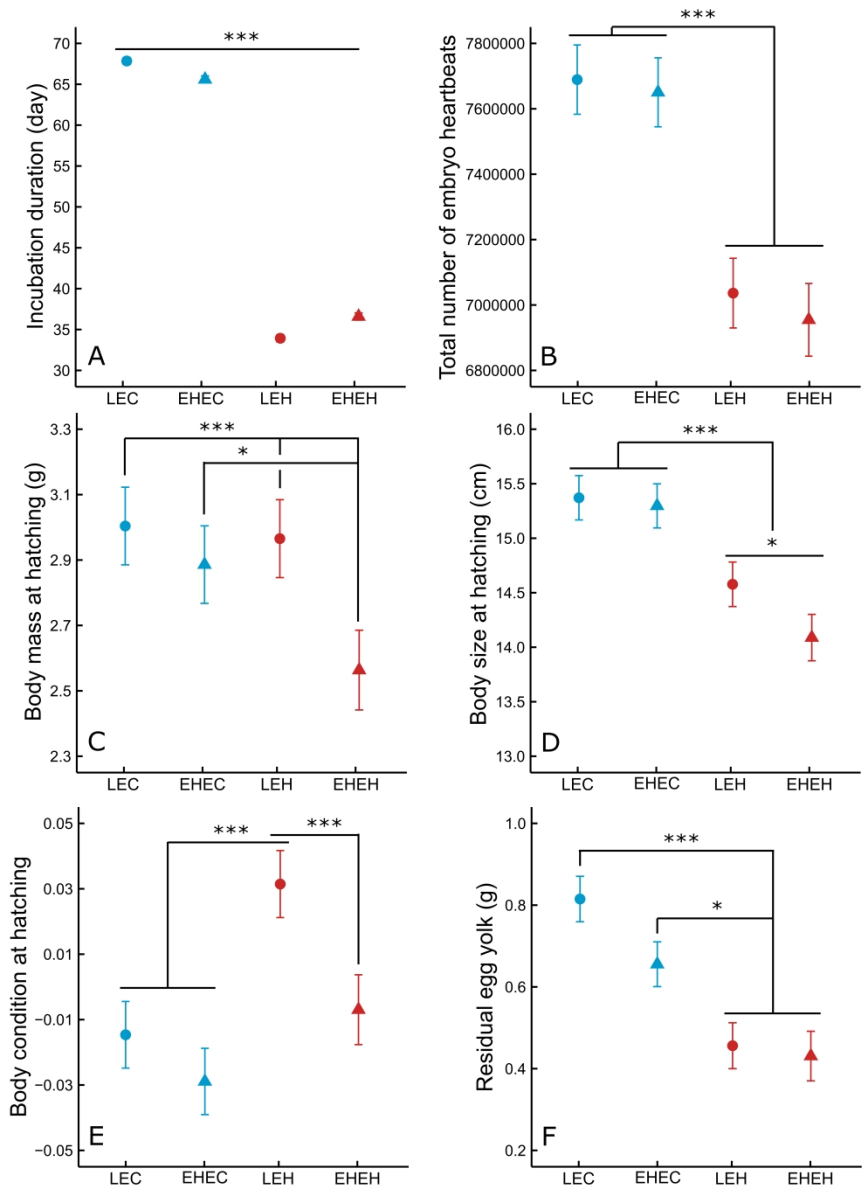 Incubation duration (day)
70
65
60
55
50
45
40
35
30
***
A
LEC EHEC LEH EHEH
Total number of embryo heartbeats
7800000
7600000
7400000
7200000
7000000
6800000
***
B
LEC EHEC LEH EHEH
Body mass at hatching (g)
3.3
3.1
2.9
2.7
2.5
2.3
***
*
C
LEC EHEC LEH EHEH
Body size at hatching (cm)
16.0
15.5
15.0
14.5
14.0
13.5
13.0
***
*
D
LEC EHEC LEH EHEH
Body condition at hatching
0.05
0.03
0.01
−0.01
−0.03
−0.05
*** ***
E
LEC EHEC LEH EHEH
Residual egg yolk (g)
1.0
0.8
0.6
0.4
0.2
***
*
F
LEC EHEC LEH EHEH